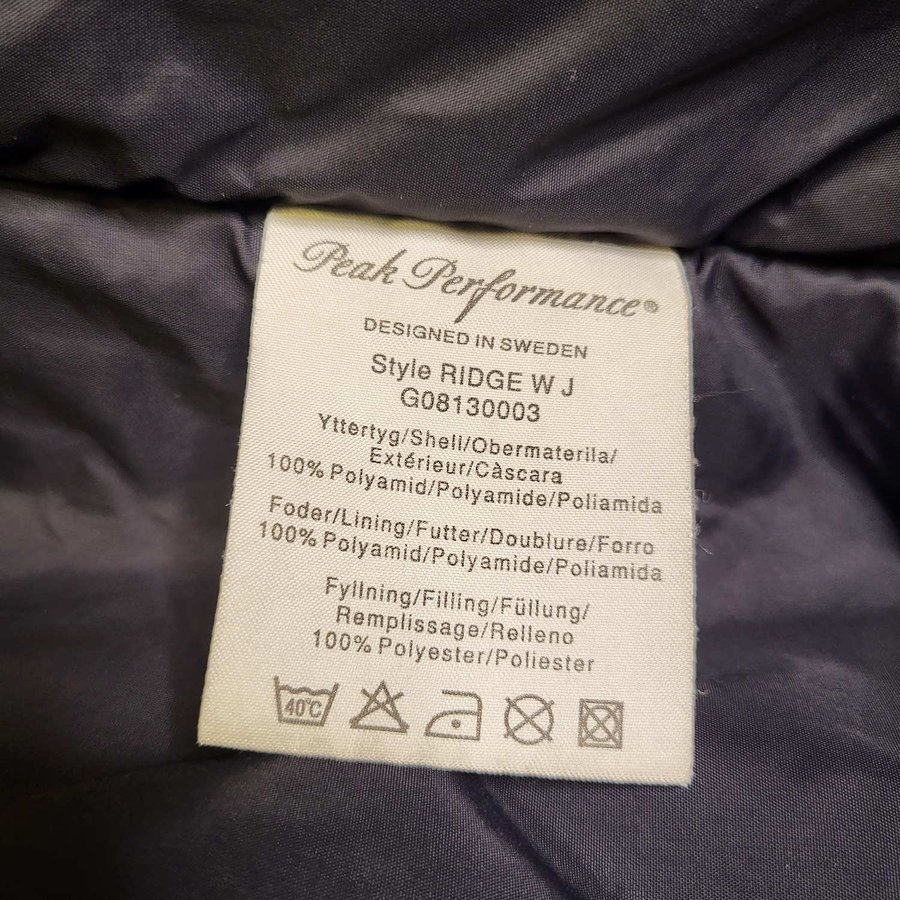 Peak Performance®
DESIGNED IN SWEDEN
Style RIDGE W J
G08130003
Yttertyg/Shell/Obermaterila/
Extérieur/Càscara
100% Polyamid/Polyamide/Poliamida
Foder/Lining/Futter/Doublure/Forro
100% Polyamid/Polyamide/Poliamida
Fyllning/Filling/Füllung/
Remplissage/Relleno
100% Polyester/Poliester
40°C